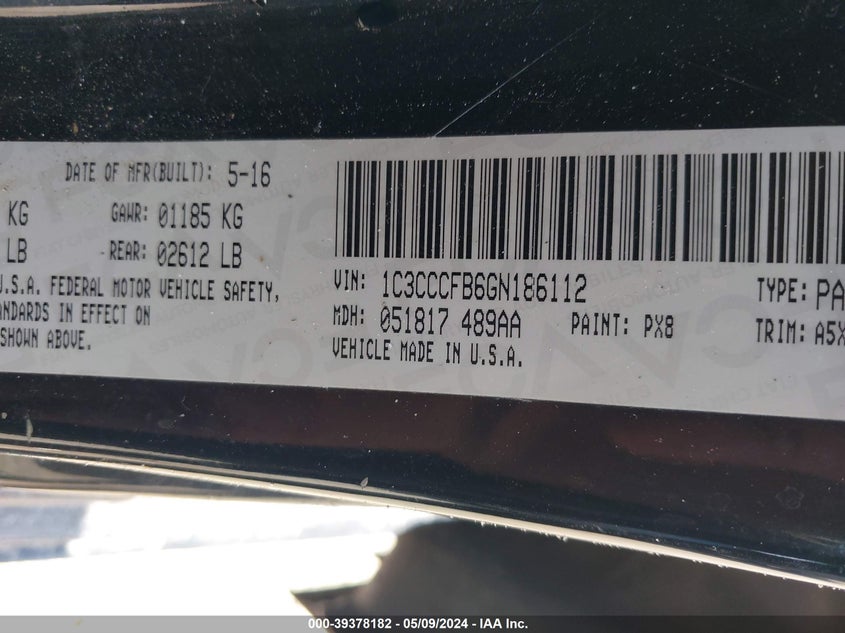 DATE OF MFR(BUILT): 5-16
KG GAWR: 01185 KG
LB REAR: 02612 LB
U.S.A. FEDERAL MOTOR VEHICLE SAFETY,
ANDARDS IN EFFECT ON
SHOWN ABOVE.
VIN: 1C3CCCFB6GN186112 TYPE: PA
MDH: 051817 489AA PAINT: PX8 TRIM: A5X
VEHICLE MADE IN U.S.A.
000-39378182 - 05/09/2024 - IAA Inc.